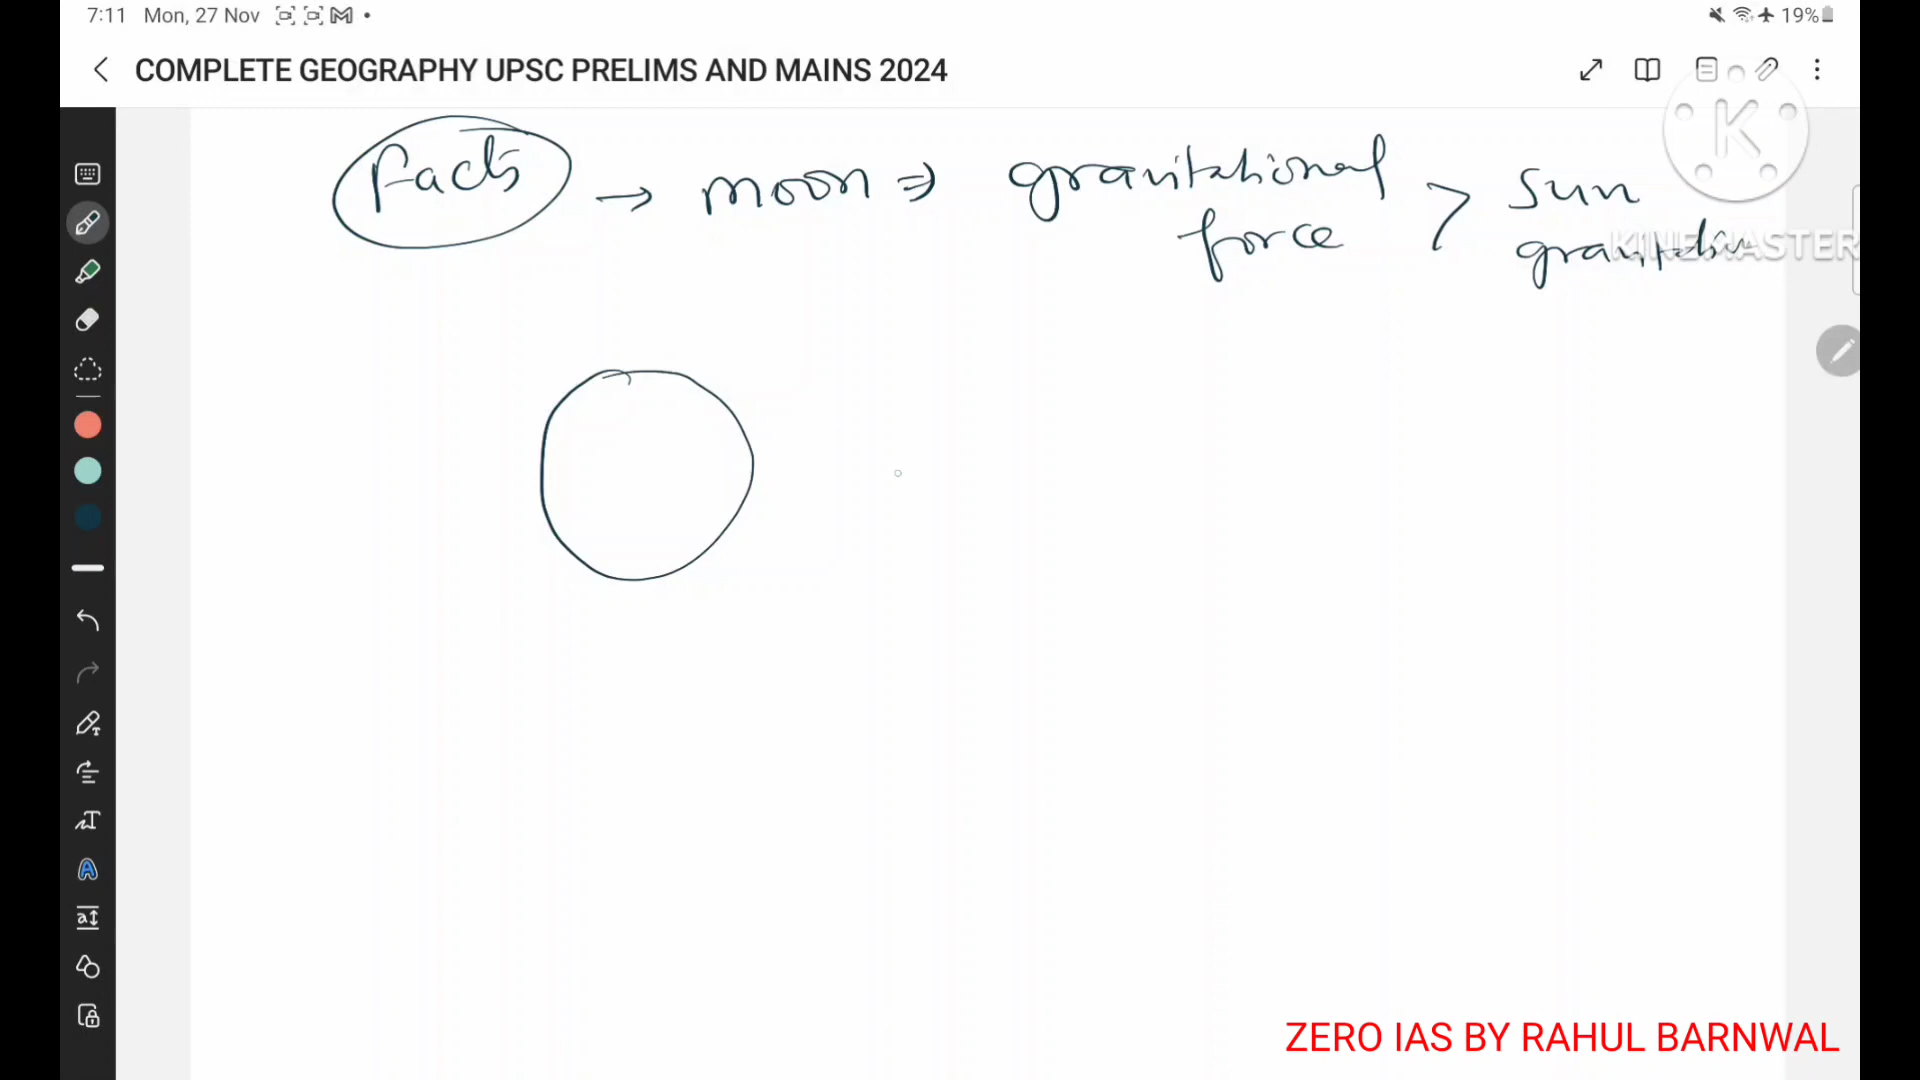 7:11 Mon, 27 Nov
19%
COMPLETE GEOGRAPHY UPSC PRELIMS AND MAINS 2024
K
KINEMASTER
Facts → moon ⇒ gravitational force > sun
ZERO IAS BY RAHUL BARNWAL